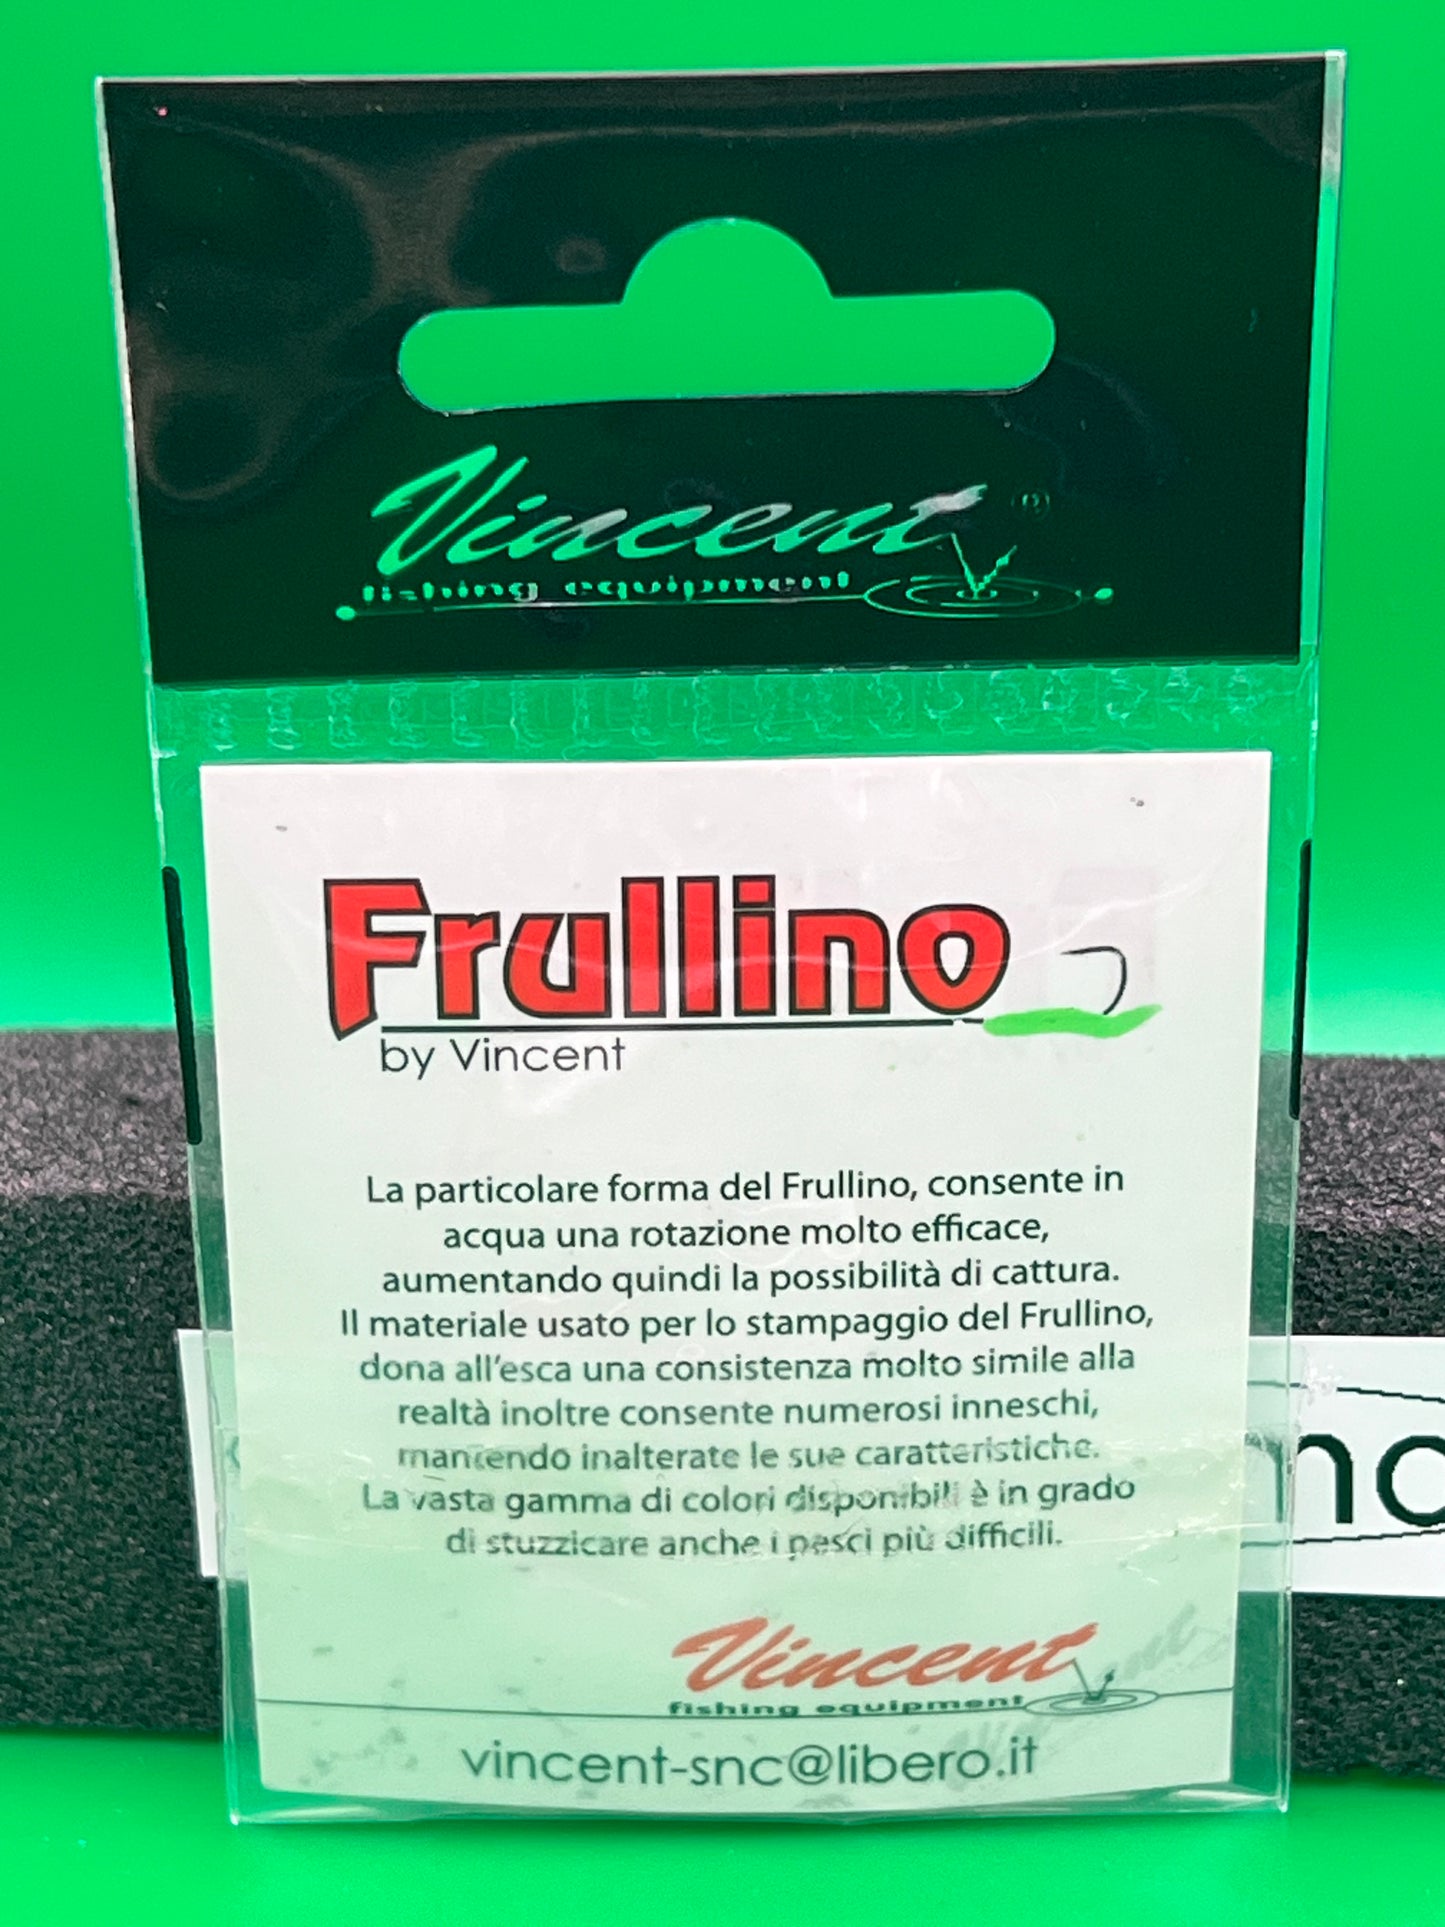 Vincent ®
fishing equipment
Frullino
by Vincent
La particolare forma del Frullino, consente in
acqua una rotazione molto efficace,
aumentando quindi la possibilità di cattura.
Il materiale usato per lo stampaggio del Frullino,
dona all'esca una consistenza molto simile alla
realtà inoltre consente numerosi inneschi,
mantendo inalterate le sue caratteristiche.
La vasta gamma di colori disponibili è in grado
di stuzzicare anche i pesci più difficili.
Vincent
fishing equipment
vincent-snc@libero.it